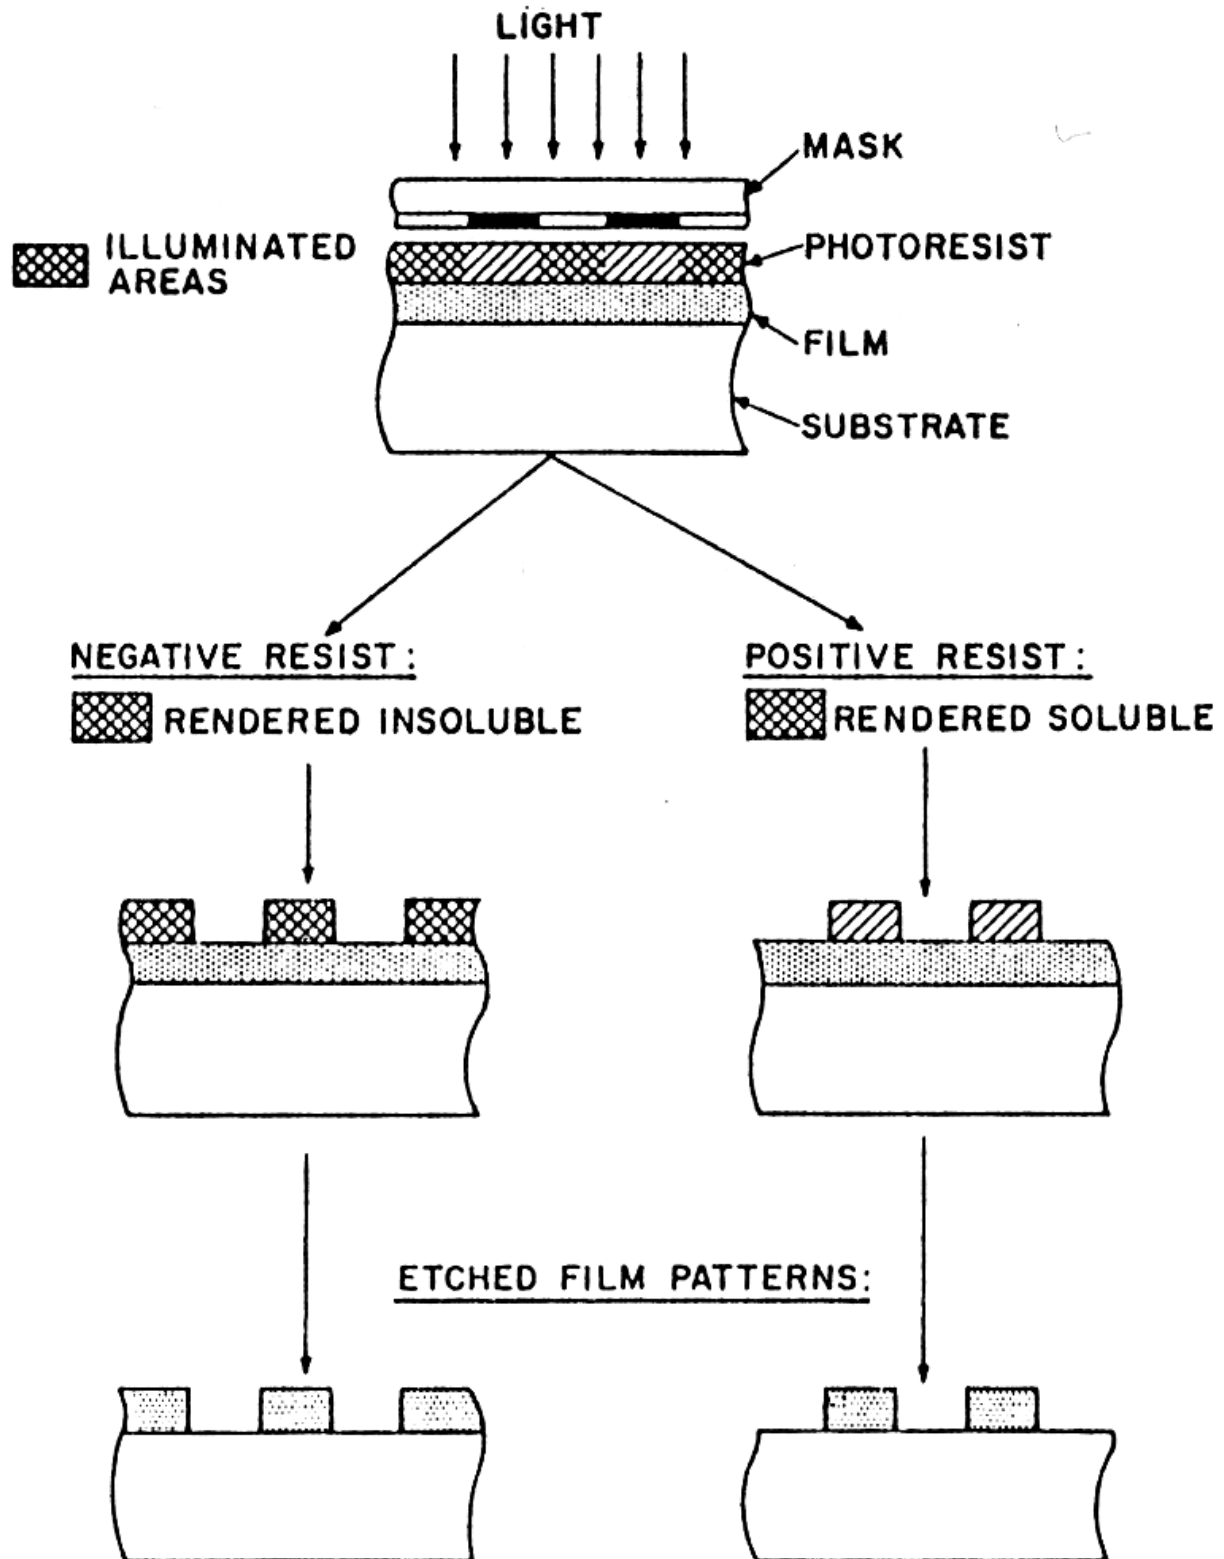 LIGHT
MASK
ILLUMINATED
AREAS
PHOTORESIST
FILM
SUBSTRATE
NEGATIVE RESIST:
RENDERED INSOLUBLE
POSITIVE RESIST:
RENDERED SOLUBLE
ETCHED FILM PATTERNS: